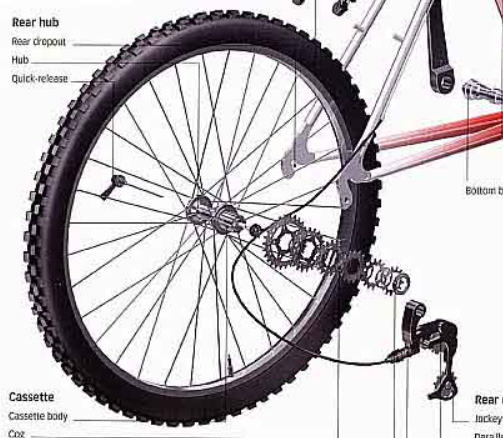 Rear hub
Rear dropout
Hub
Quick-release
Bottom b
Cassette
Cassette body
Cog
Rear
Jockey